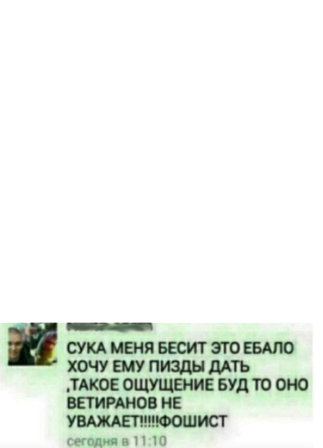 СУКА МЕНЯ БЕСИТ ЭТО ЕБАЛО
ХОЧУ ЕМУ ПИЗДЫ ДАТЬ
,ТАКОЕ ОЩУЩЕНИЕ БУД ТО ОНО
ВЕТИРАНОВ НЕ
УВАЖАЕТ!!!!!ФОШИСТ
сегодня в 11:10